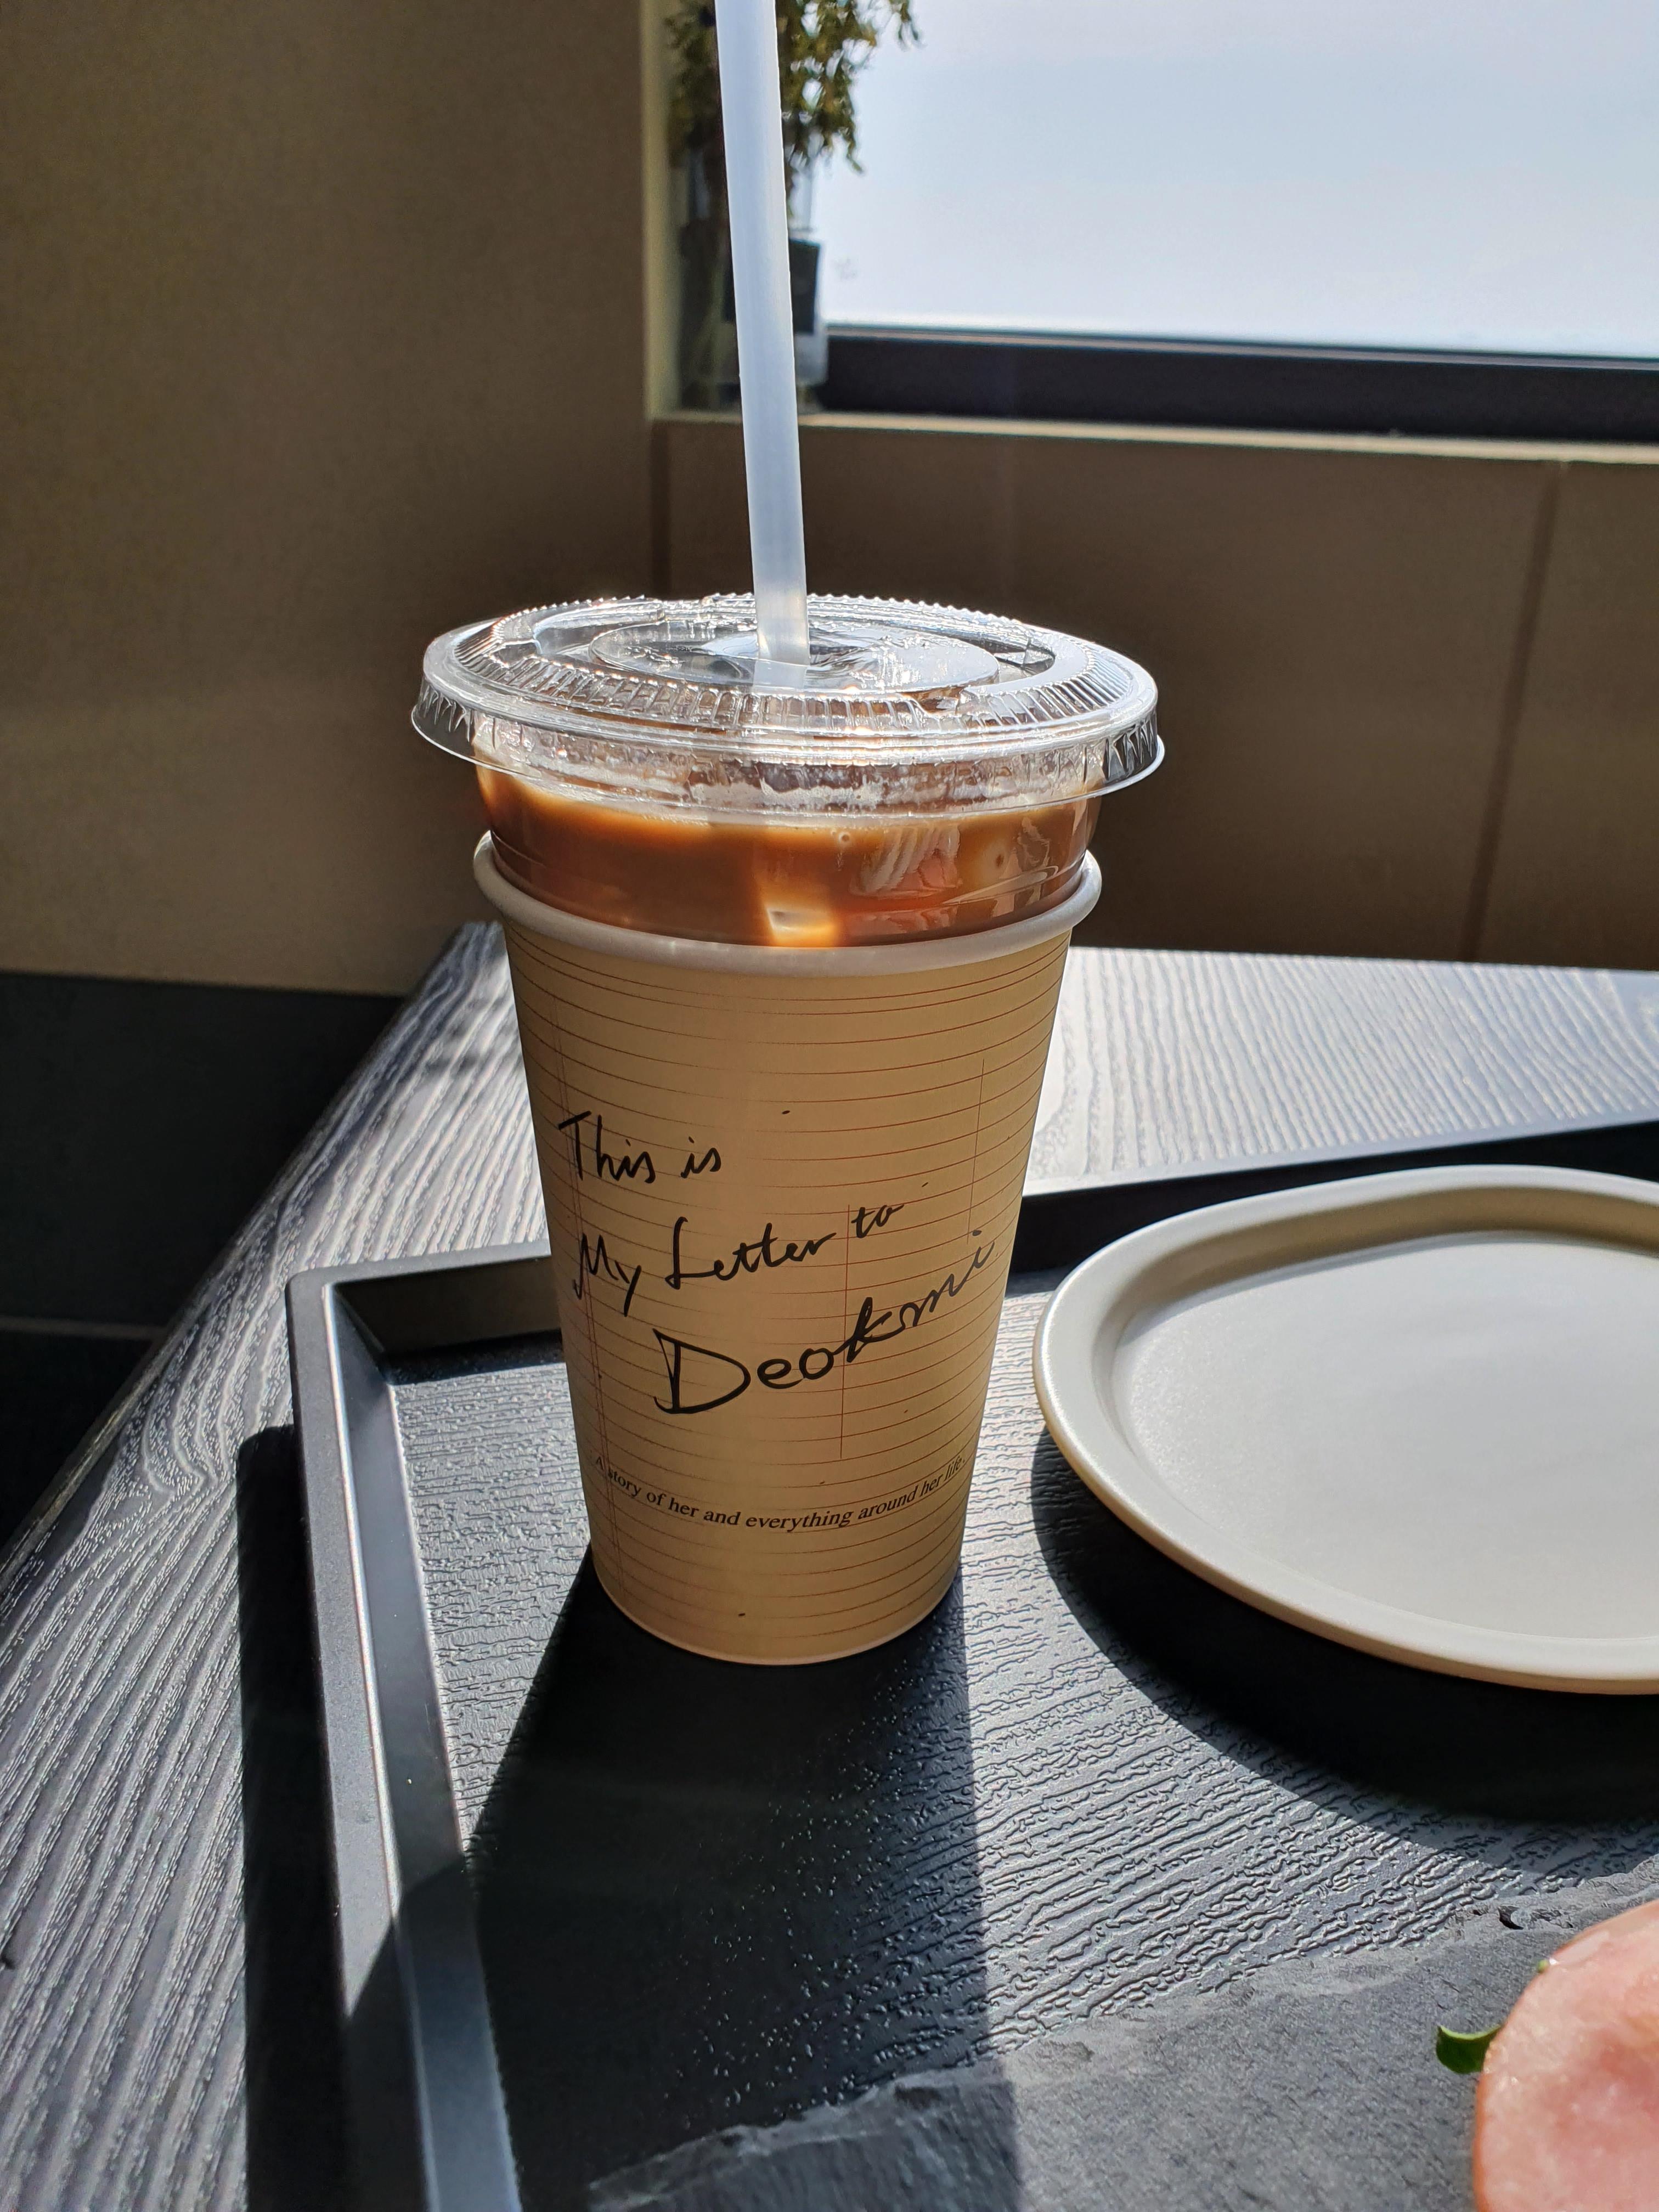 This is
My Letter to
Deokmi
A story of her and everything around her life.